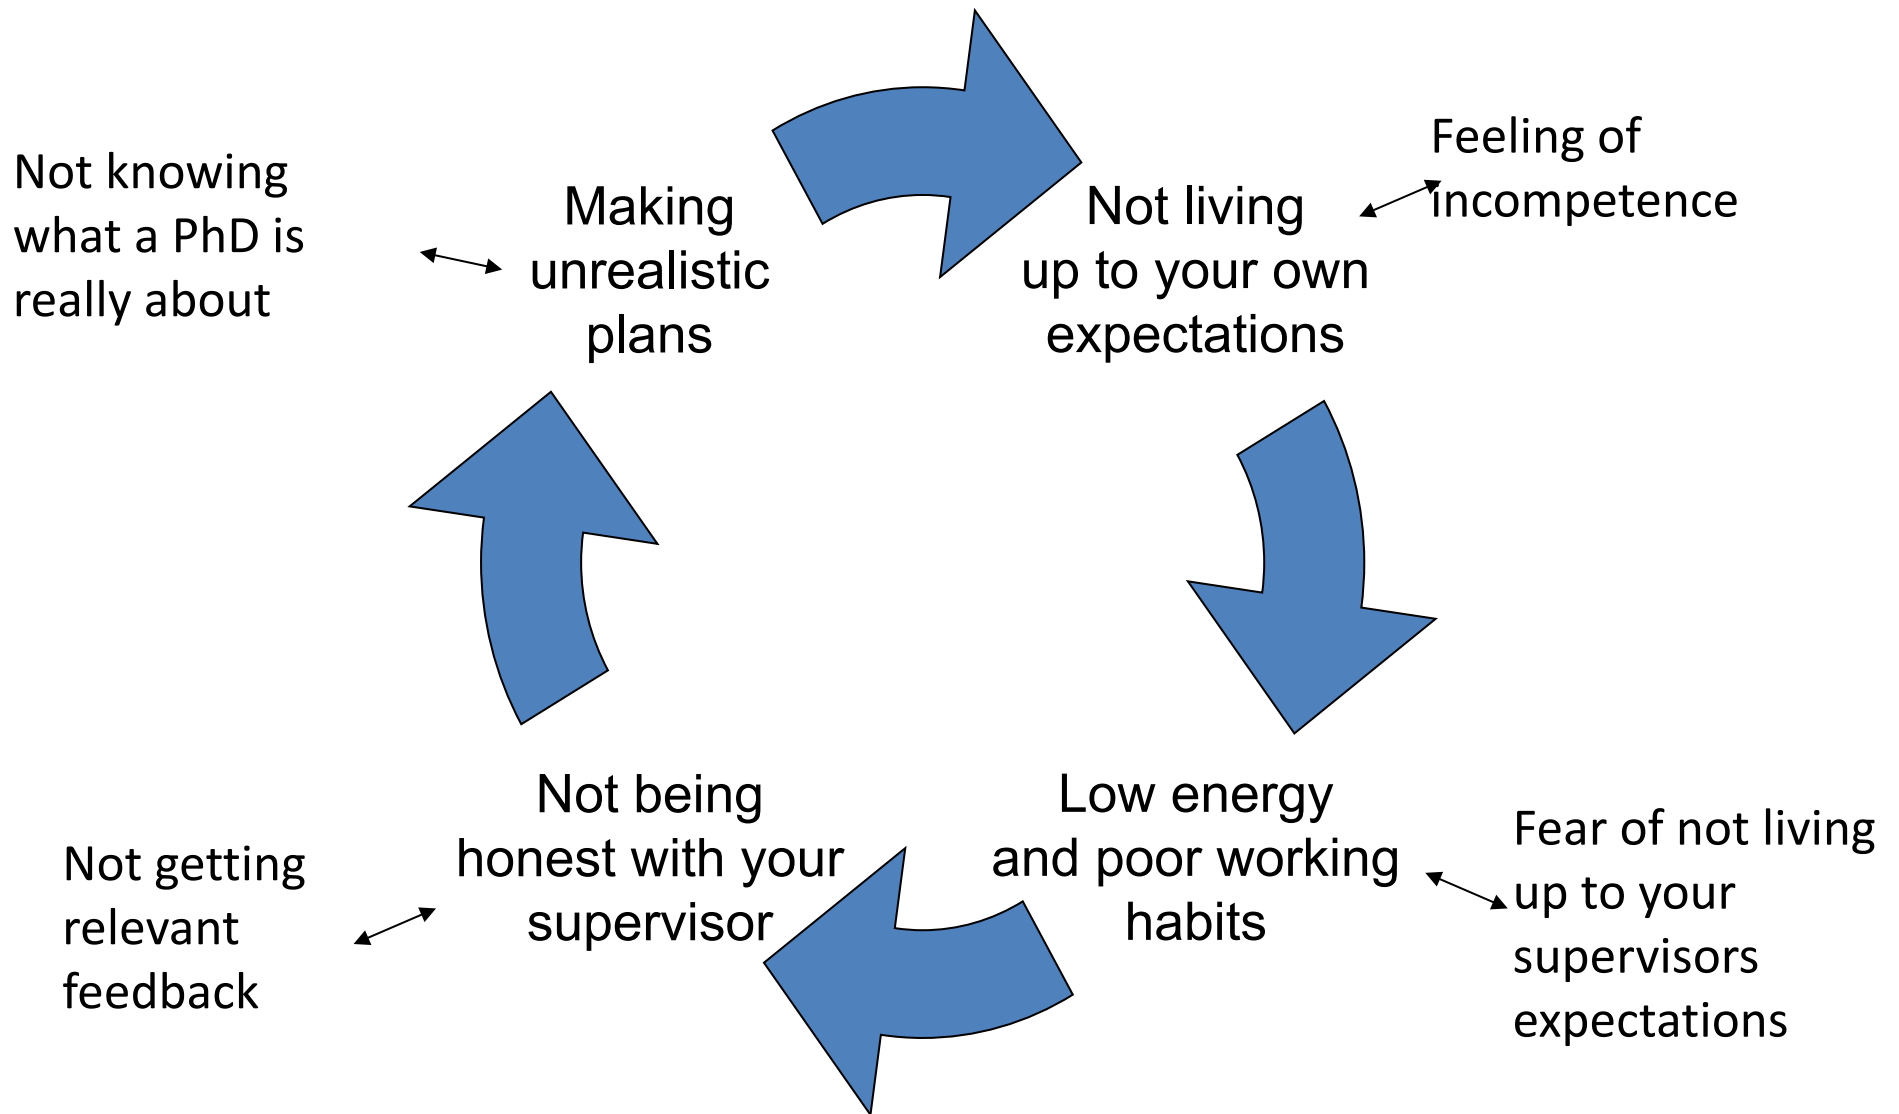 Not knowing
what a PhD is
really about
Making
unrealistic
plans
Not living
up to your own
expectations
Feeling of
incompetence
Low energy
and poor working
habits
Fear of not living
up to your
supervisors
expectations
Not being
honest with your
supervisor
Not getting
relevant
feedback